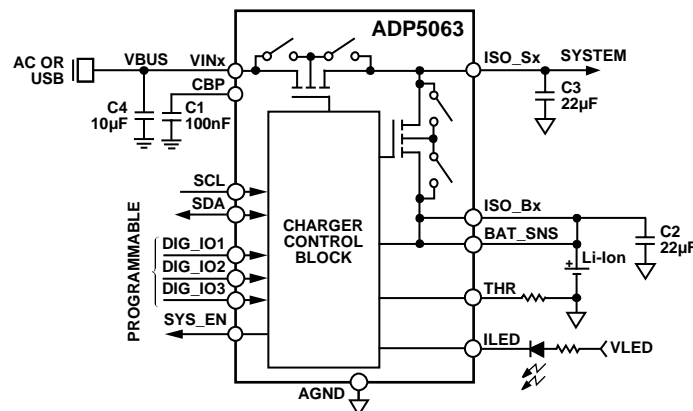 ADP5063
AC OR
USB
VBUS
VINx
CBP
C4
10µF
C1
100nF
ISO_Sx
SYSTEM
C3
22µF
PROGRAMMABLE
SCL
SDA
DIG_IO1
DIG_IO2
DIG_IO3
SYS_EN
CHARGER
CONTROL
BLOCK
ISO_Bx
BAT_SNS
C2
22µF
+
Li-Ion
THR
ILED
VLED
AGND